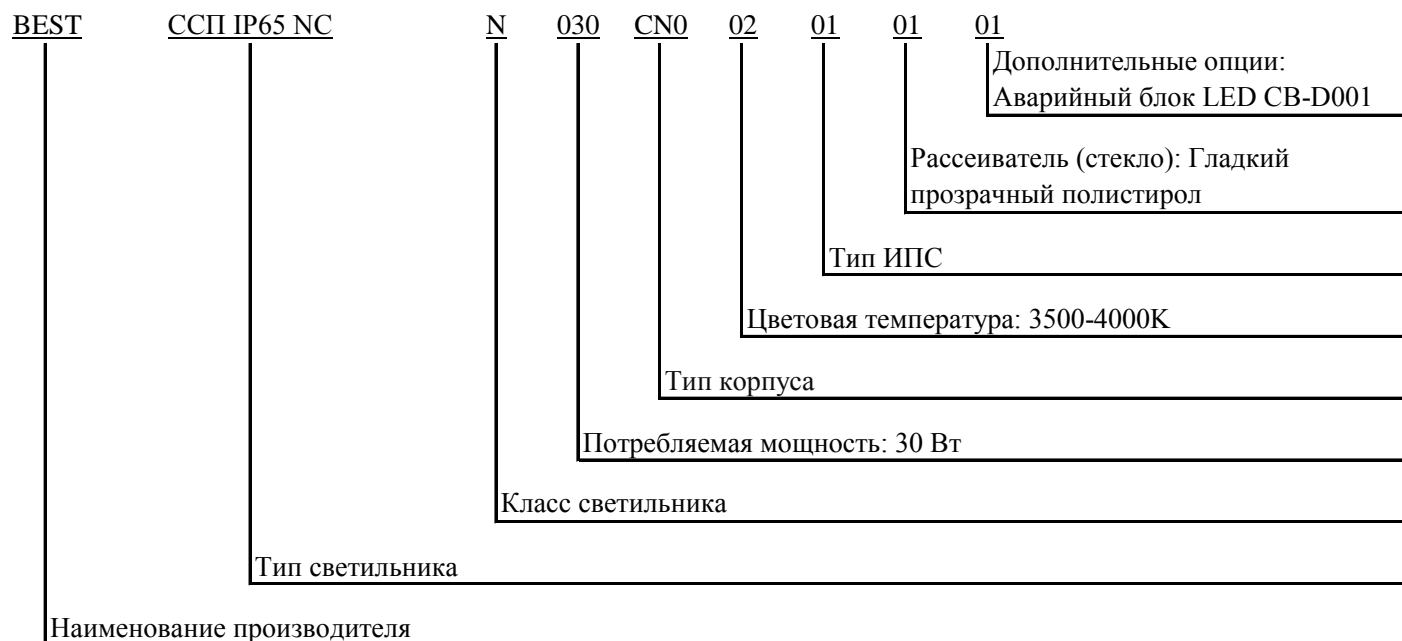 BEST ССП IP65 NC N 030 CN0 02 01 01 01
Дополнительные опции:
Аварийный блок LED CB-D001
Рассеиватель (стекло): Гладкий
прозрачный полистирол
Тип ИПС
Цветовая температура: 3500-4000К
Тип корпуса
Потребляемая мощность: 30 Вт
Класс светильника
Тип светильника
Наименование производителя